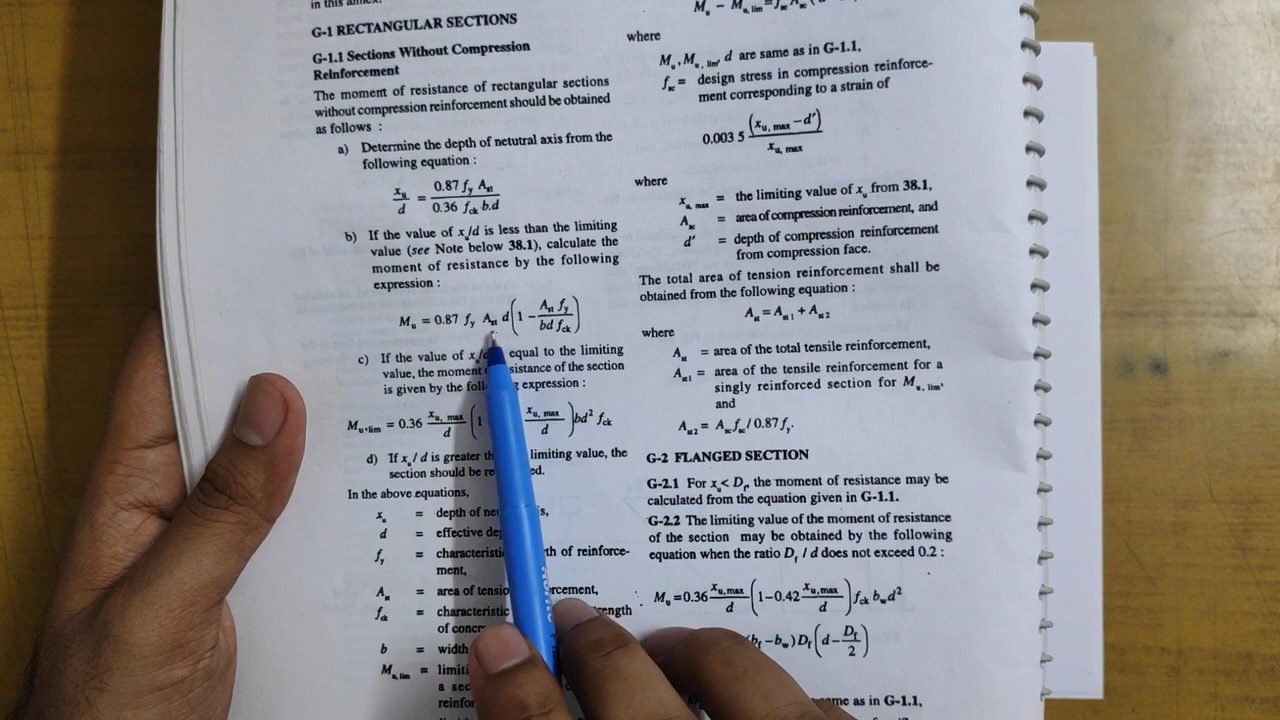 in this annex.
G-1 RECTANGULAR SECTIONS
G-1.1 Sections Without Compression
Reinforcement
The moment of resistance of rectangular sections
without compression reinforcement should be obtained
as follows :
a) Determine the depth of netutral axis from the
following equation :
x_u/d = 0.87 f_y A_st / 0.36 f_ck b.d
b) If the value of x_u/d is less than the limiting
value (see Note below 38.1), calculate the
moment of resistance by the following
expression :
M_u = 0.87 f_y A_st d(1 - A_st f_y / bd f_ck)
c) If the value of x_u/d equal to the limiting
value, the moment sistance of the section
is given by the expression :
M_u,lim = 0.36 x_u, max/d (1 x_u, max/d) bd² f_ck
d) If x_u / d is greater limiting value, the
section should be ed.
In the above equations,
x_u = depth of
d = effective
f_y = characteristic th of reinforce-
ment,
A_st = area of rcement,
f_ck = characteristic rength
of
b = width
M_u, lim =
a
M_u - M_u, lim = f_sc A_sc (
where
M_u, M_u, lim, d are same as in G-1.1,
f_sc = design stress in compression reinforce-
ment corresponding to a strain of
0.003 5 (x_u, max - d′) / x_u, max
where
x_u, max = the limiting value of x_u from 38.1,
A_sc = area of compression reinforcement, and
d′ = depth of compression reinforcement
from compression face.
The total area of tension reinforcement shall be
obtained from the following equation :
A_st = A_st1 + A_st2
where
A_st = area of the total tensile reinforcement,
A_st1 = area of the tensile reinforcement for a
singly reinforced section for M_u, lim,
and
A_st2 = A_sc f_sc / 0.87 f_y.
G-2 FLANGED SECTION
G-2.1 For x_u < D_f, the moment of resistance may be
calculated from the equation given in G-1.1.
G-2.2 The limiting value of the moment of resistance
of the section may be obtained by the following
equation when the ratio D_f / d does not exceed 0.2 :
M_u = 0.36 x_u,max/d (1-0.42 x_u,max/d) f_ck b_w d²
b_f - b_w) D_f (d - D_f/2)
me as in G-1.1,